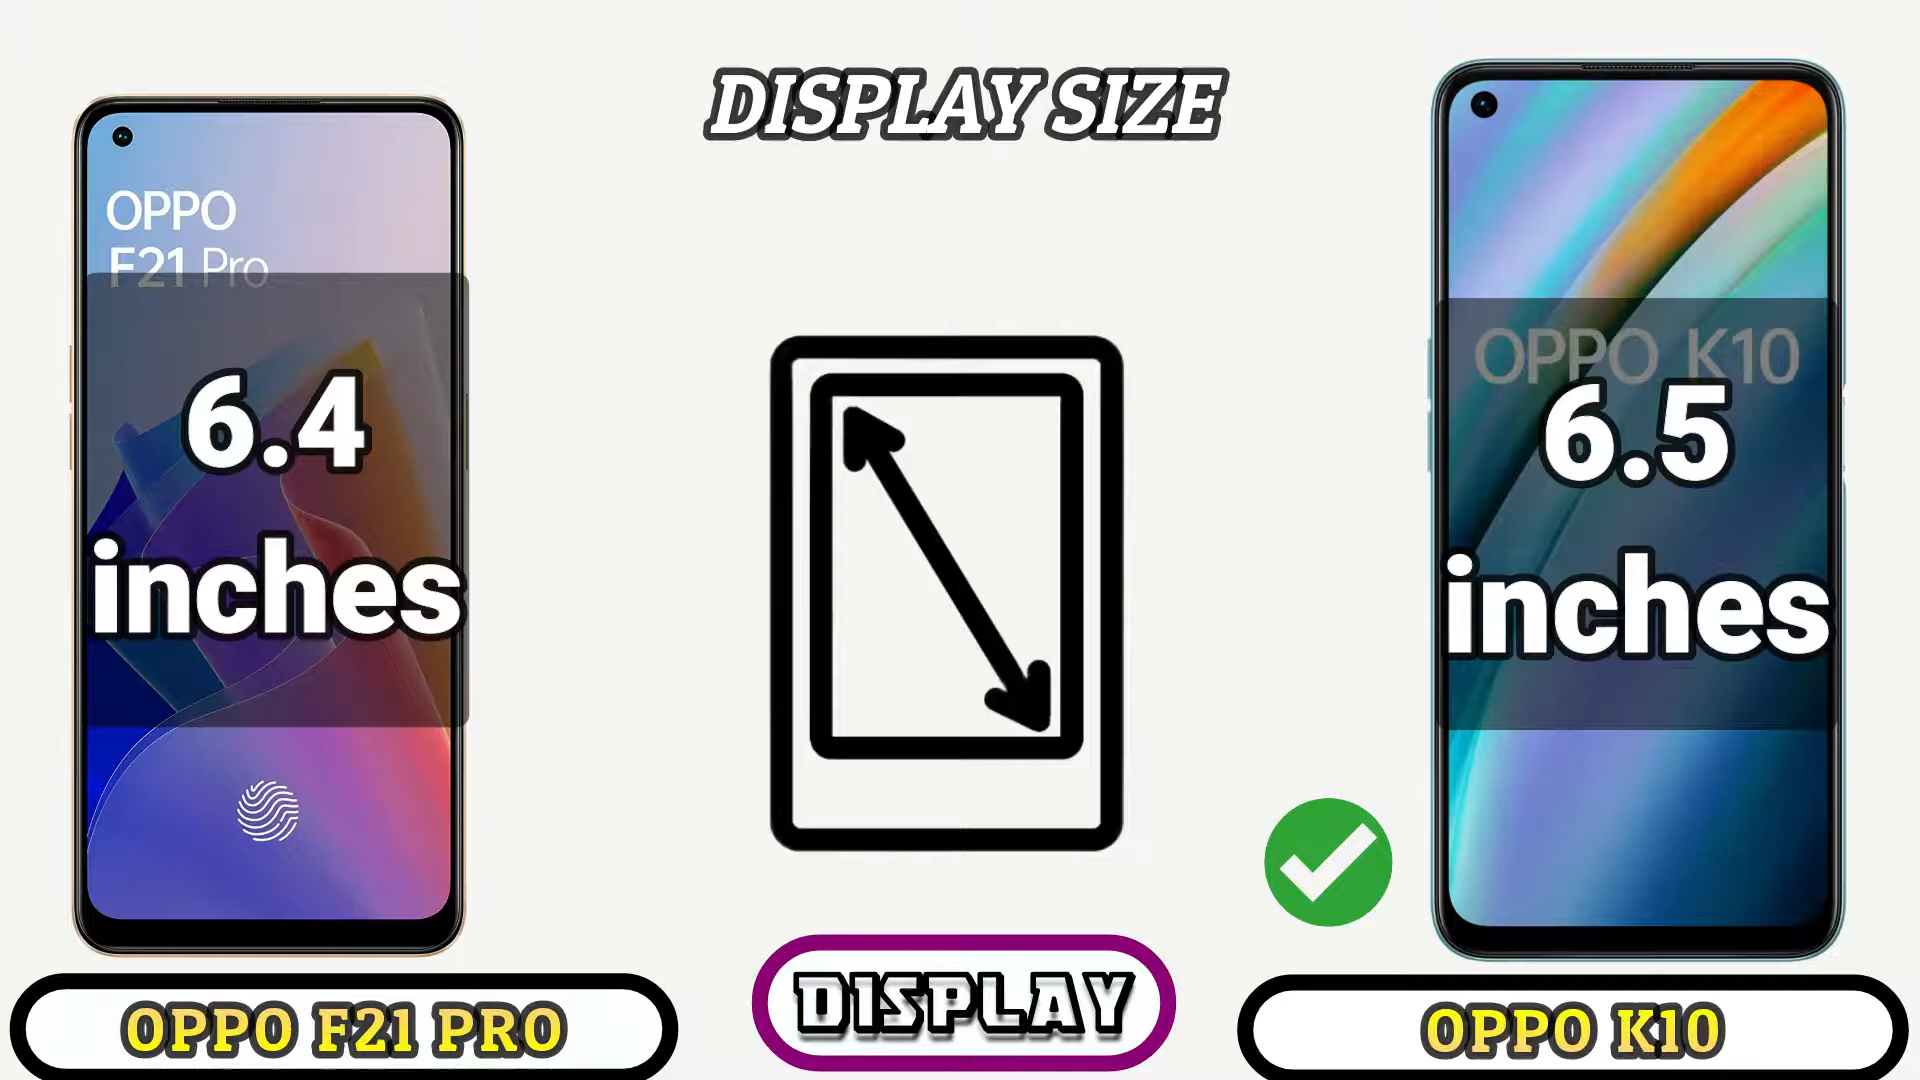 DISPLAY SIZE
OPPO
F21 Pro
6.4
inches
OPPO K10
6.5
inches
OPPO F21 PRO
DISPLAY
OPPO K10